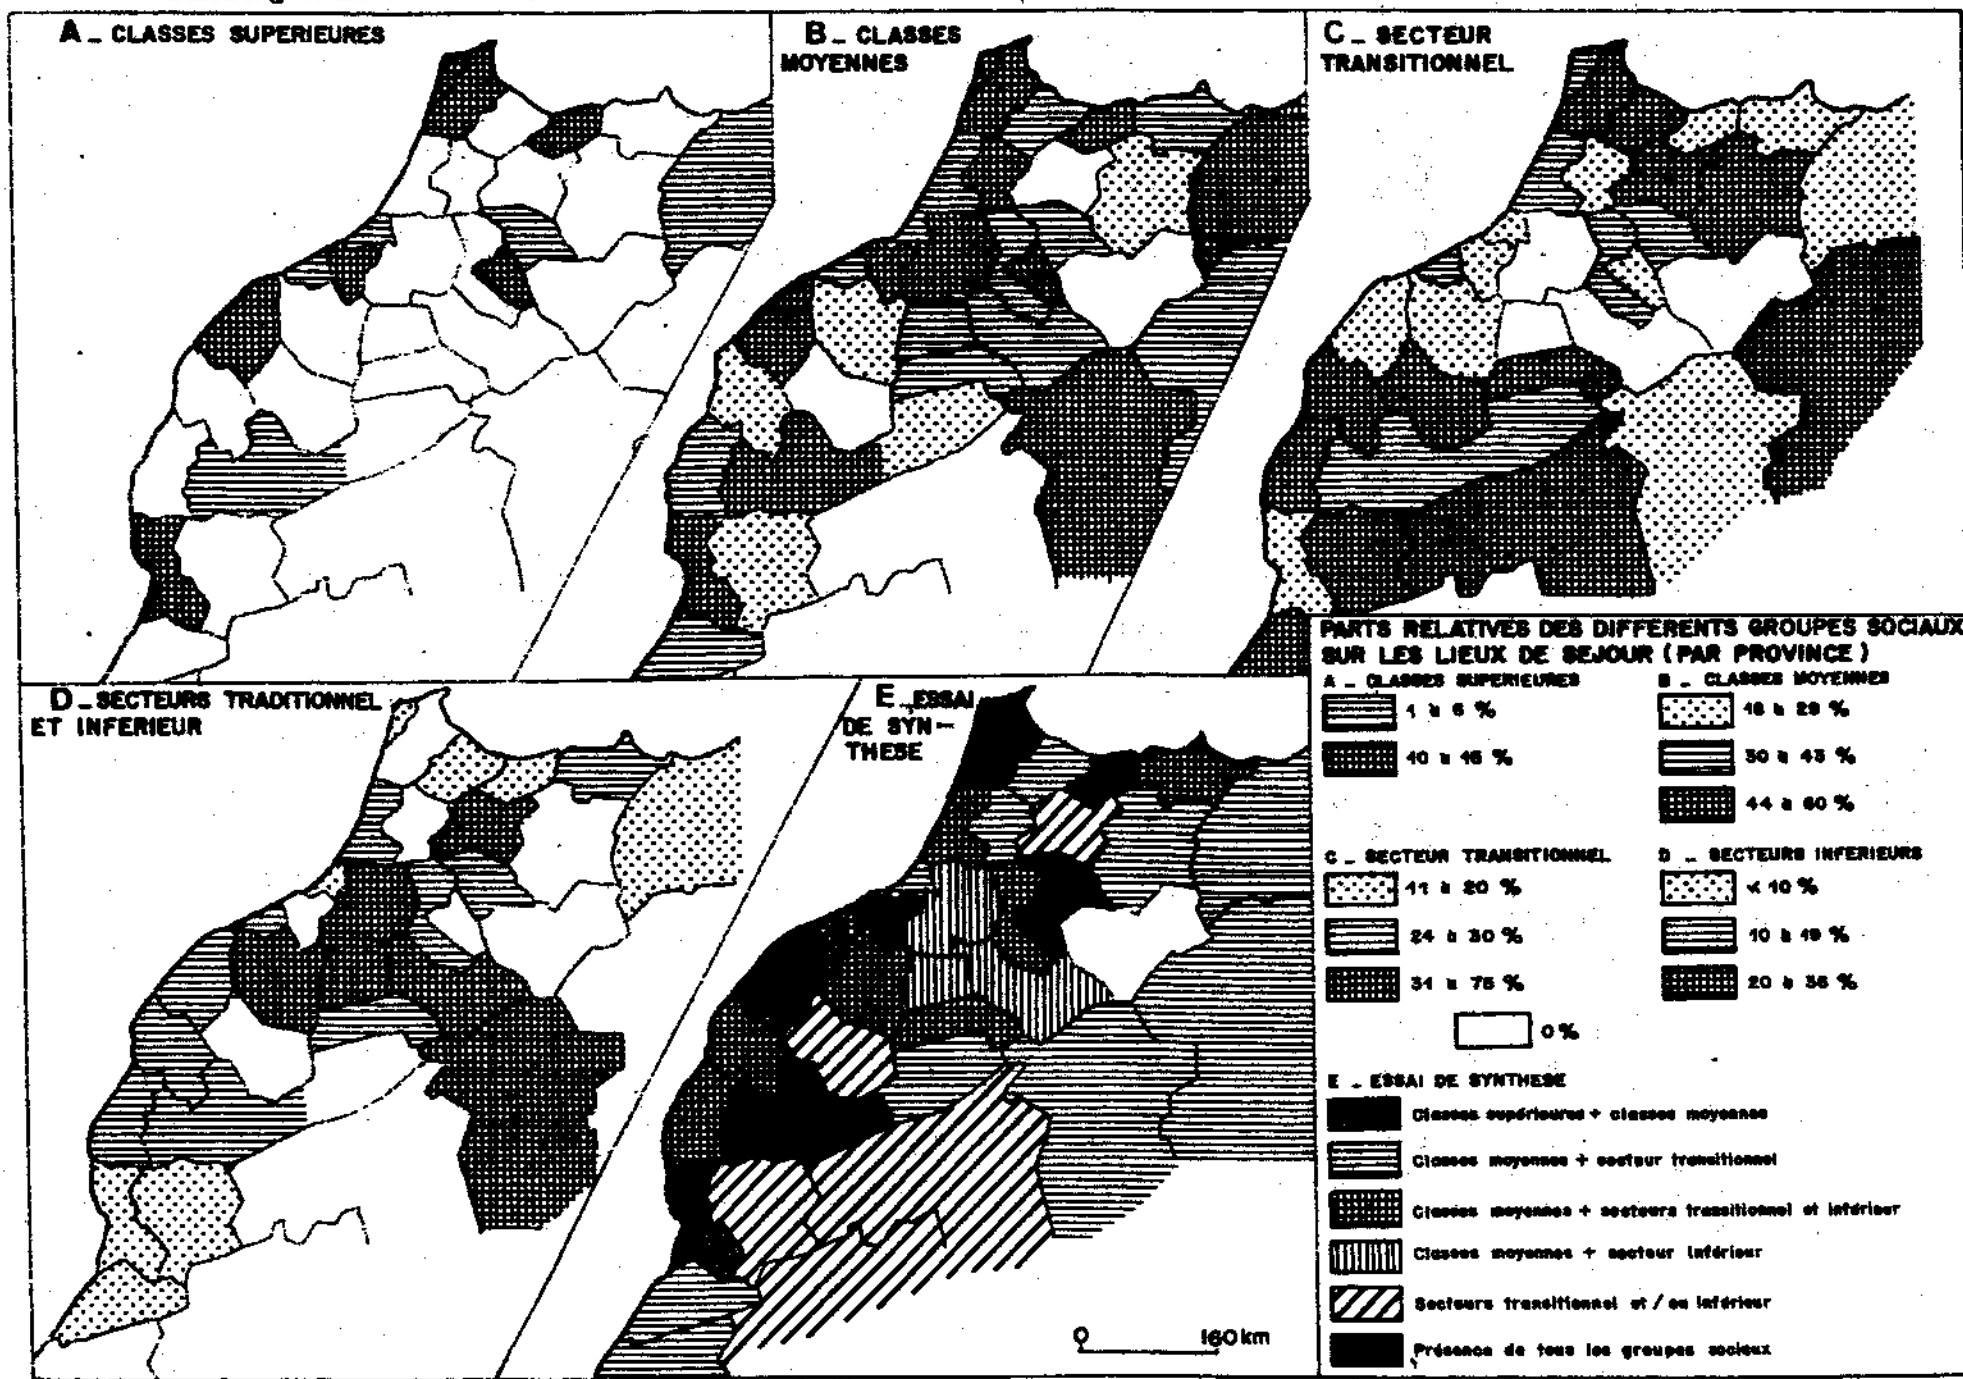 A _ CLASSES SUPERIEURES
B _ CLASSES
MOYENNES
C _ SECTEUR
TRANSITIONNEL
D _ SECTEURS TRADITIONNEL
ET INFERIEUR
E _ ESSAI
DE SYN-
THESE
0 160 km
PARTS RELATIVES DES DIFFERENTS GROUPES SOCIAUX
SUR LES LIEUX DE SEJOUR (PAR PROVINCE)
A _ CLASSES SUPERIEURES
1 à 6 %
10 à 16 %
B _ CLASSES MOYENNES
18 à 29 %
30 à 43 %
44 à 60 %
C _ SECTEUR TRANSITIONNEL
11 à 20 %
24 à 30 %
31 à 75 %
D _ SECTEURS INFERIEURS
< 10 %
10 à 19 %
20 à 36 %
0 %
E _ ESSAI DE SYNTHESE
Classes supérieures + classes moyennes
Classes moyennes + secteur transitionnel
Classes moyennes + secteurs transitionnel et inférieur
Classes moyennes + secteur inférieur
Secteurs transitionnel et / ou inférieur
Présence de tous les groupes sociaux